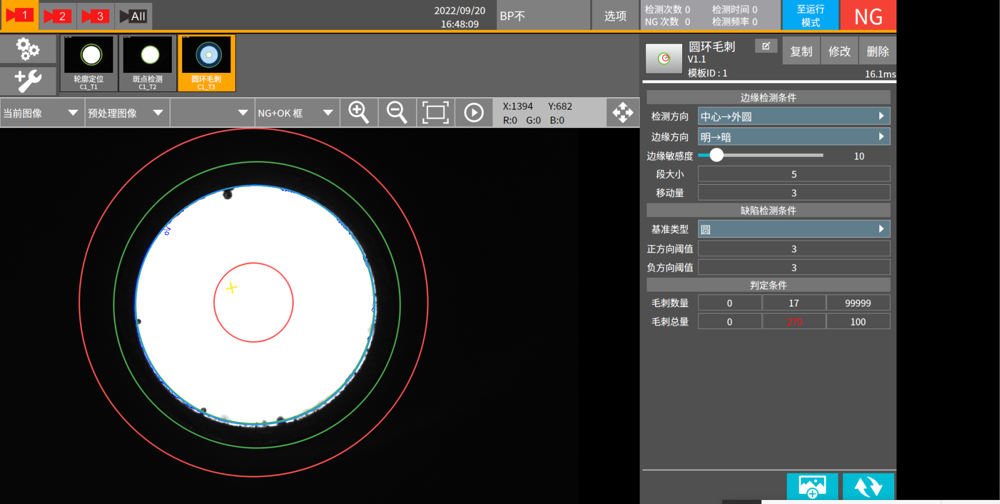 1
2
3
All
2022/09/20
16:48:09
BP不
选项
检测次数 0
检测时间 0
NG 次数 0
检测频率 0
至运行
模式
NG
轮廓定位
C1_T1
斑点检测
C1_T2
圆环毛刺
C1_T3
圆环毛刺
V1.1
模板ID : 1
复制
修改
删除
16.1ms
当前图像
预处理图像
NG+OK 框
X:1394 Y:682
R:0 G:0 B:0
边缘检测条件
检测方向 中心→外圆
边缘方向 明→暗
边缘敏感度 10
段大小 5
移动量 3
缺陷检测条件
基准类型 圆
正方向阈值 3
负方向阈值 3
判定条件
毛刺数量 0 17 99999
毛刺总量 0 279 100